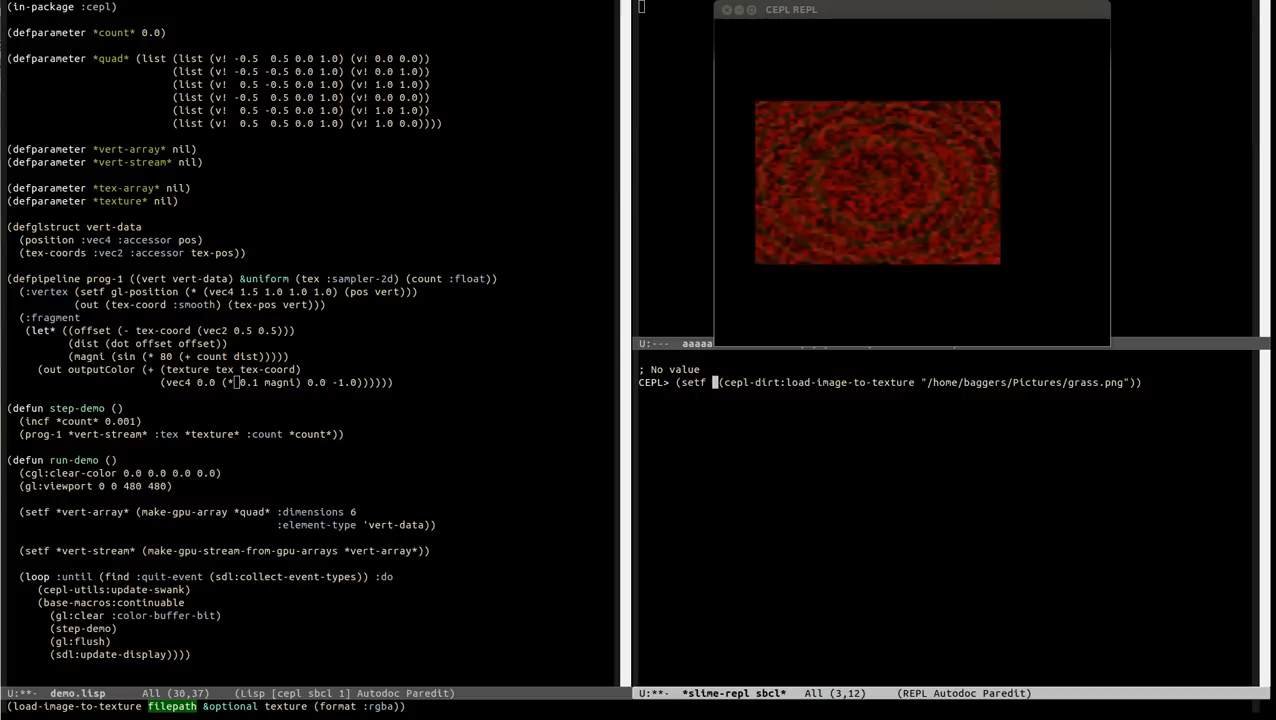 (in-package :cepl)
(defparameter *count* 0.0)
(defparameter *quad* (list (list (v! -0.5  0.5 0.0 1.0) (v! 0.0 0.0))
                           (list (v! -0.5 -0.5 0.0 1.0) (v! 0.0 1.0))
                           (list (v!  0.5 -0.5 0.0 1.0) (v! 1.0 1.0))
                           (list (v! -0.5  0.5 0.0 1.0) (v! 0.0 0.0))
                           (list (v!  0.5 -0.5 0.0 1.0) (v! 1.0 1.0))
                           (list (v!  0.5  0.5 0.0 1.0) (v! 1.0 0.0))))
(defparameter *vert-array* nil)
(defparameter *vert-stream* nil)
(defparameter *tex-array* nil)
(defparameter *texture* nil)
(defglstruct vert-data
  (position :vec4 :accessor pos)
  (tex-coords :vec2 :accessor tex-pos))
(defpipeline prog-1 ((vert vert-data) &uniform (tex :sampler-2d) (count :float))
  (:vertex (setf gl-position (* (vec4 1.5 1.0 1.0 1.0) (pos vert)))
           (out (tex-coord :smooth) (tex-pos vert)))
  (:fragment
   (let* ((offset (- tex-coord (vec2 0.5 0.5)))
          (dist (dot offset offset))
          (magni (sin (* 80 (+ count dist)))))
     (out outputColor (+ (texture tex tex-coord)
                         (vec4 0.0 (* 0.1 magni) 0.0 -1.0))))))
(defun step-demo ()
  (incf *count* 0.001)
  (prog-1 *vert-stream* :tex *texture* :count *count*))
(defun run-demo ()
  (cgl:clear-color 0.0 0.0 0.0 0.0)
  (gl:viewport 0 0 480 480)
  (setf *vert-array* (make-gpu-array *quad* :dimensions 6
                                            :element-type 'vert-data))
  (setf *vert-stream* (make-gpu-stream-from-gpu-arrays *vert-array*))
  (loop :until (find :quit-event (sdl:collect-event-types)) :do
     (cepl-utils:update-swank)
     (base-macros:continuable
       (gl:clear :color-buffer-bit)
       (step-demo)
       (gl:flush)
       (sdl:update-display))))
U:**-  demo.lisp      All (30,37)    (Lisp [cepl sbcl 1] Autodoc Paredit)
(load-image-to-texture filepath &optional texture (format :rgba))
CEPL REPL
U:---  aaaaa
; No value
CEPL> (setf (cepl-dirt:load-image-to-texture "/home/baggers/Pictures/grass.png"))
U:**-  *slime-repl sbcl*   All (3,12)     (REPL Autodoc Paredit)